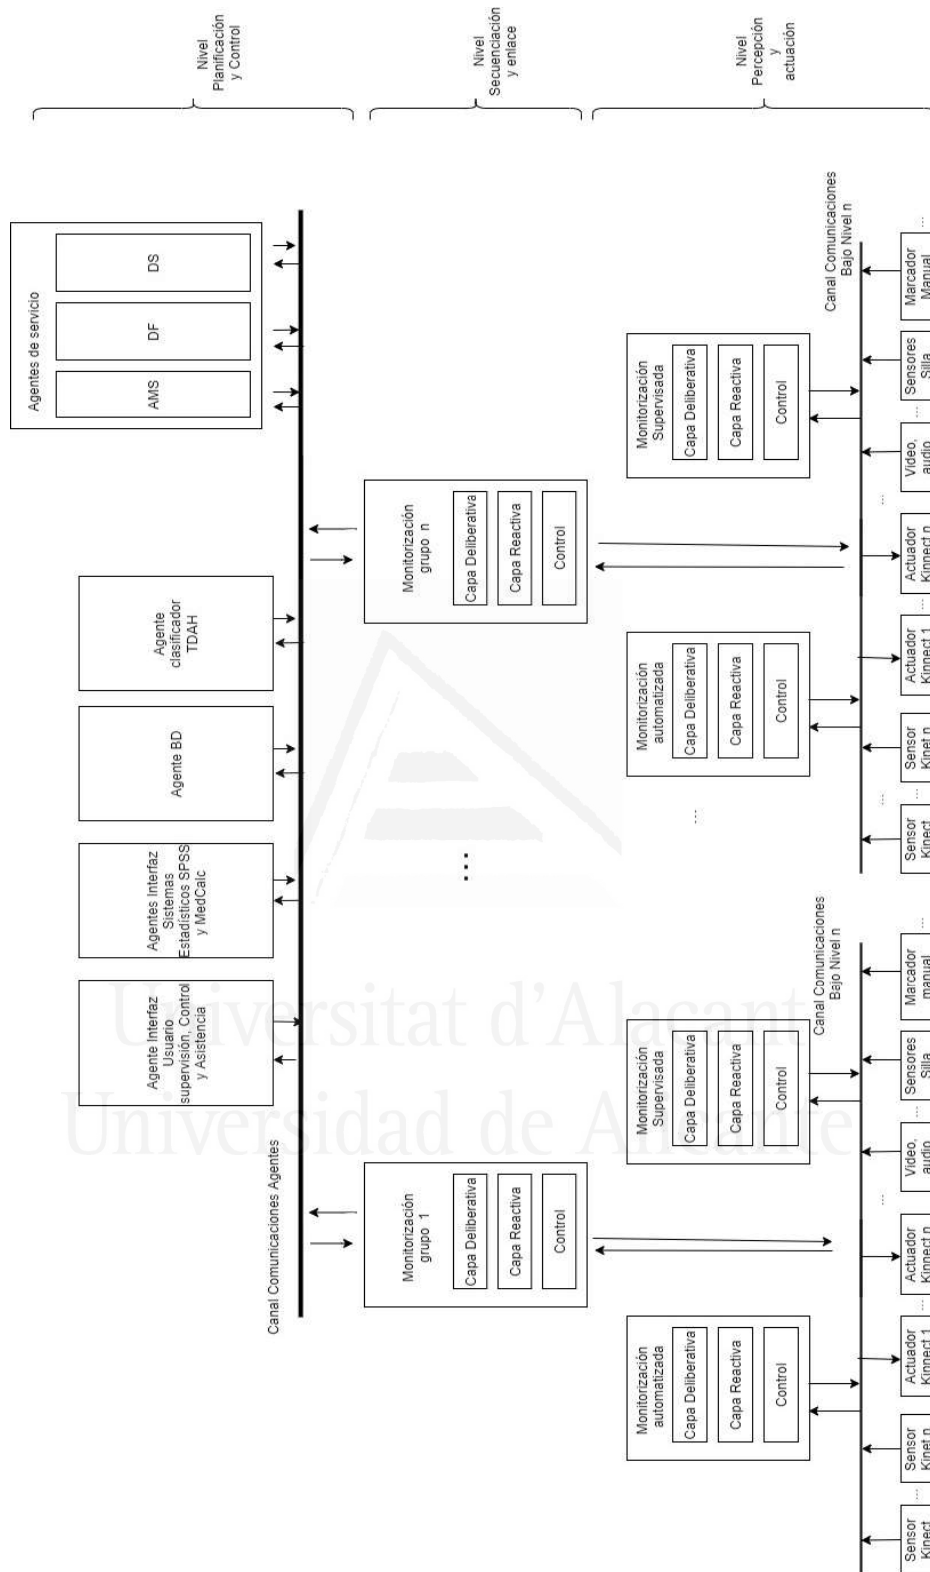 Nivel
Planificación
y Control
Nivel
Secuenciación
y enlace
Nivel
Percepción
y
actuación
Agente Interfaz
Usuario
supervisión, Control
y Asistencia
Agentes Interfaz
Sistemas
Estadísticos SPSS
y MedCalc
Agente BD
Agente
clasificador
TDAH
Agentes de servicio
AMS
DF
DS
Canal Comunicaciones Agentes
Monitorización
grupo 1
Capa Deliberativa
Capa Reactiva
Control
...
Monitorización
grupo n
Capa Deliberativa
Capa Reactiva
Control
Monitorización
automatizada
Capa Deliberativa
Capa Reactiva
Control
Monitorización
Supervisada
Capa Deliberativa
Capa Reactiva
Control
Canal Comunicaciones
Bajo Nivel n
...
Monitorización
automatizada
Capa Deliberativa
Capa Reactiva
Control
Monitorización
Supervisada
Capa Deliberativa
Capa Reactiva
Control
Canal Comunicaciones
Bajo Nivel n
Sensor
Kinect
...
Sensor
Kinet n
Actuador
Kinnect 1
...
Actuador
Kinnect n
...
Video,
audio
...
Sensores
Silla
Marcador
manual
...
Sensor
Kinect
...
...
Sensor
Kinet n
Actuador
Kinnect 1
...
Actuador
Kinnect n
...
Video,
audio
...
Sensores
Silla
Marcador
Manual
...
Universitat d'Alacant
Universidad de Alicante